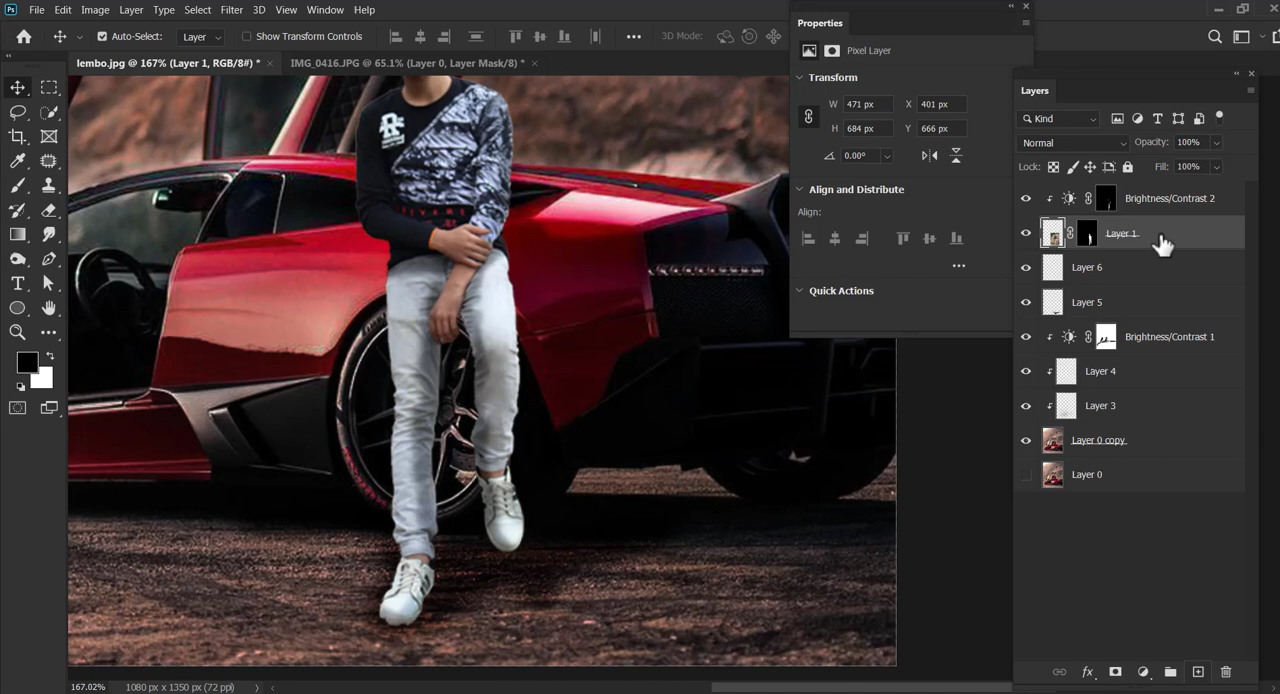 Ps File Edit Image Layer Type Select Filter 3D View Window Help
Auto-Select: Layer Show Transform Controls 3D Mode:
lembo.jpg @ 167% (Layer 1, RGB/8#) * IMG_0416.JPG @ 65.1% (Layer 0, Layer Mask/8) *
Properties
Pixel Layer
Transform
W 471 px X 401 px
H 684 px Y 666 px
0.00°
Align and Distribute
Align:
Quick Actions
Layers
Kind
Normal Opacity: 100%
Lock: Fill: 100%
Brightness/Contrast 2
Layer 1
Layer 6
Layer 5
Brightness/Contrast 1
Layer 4
Layer 3
Layer 0 copy
Layer 0
fx
167.02% 1080 px x 1350 px (72 ppi)